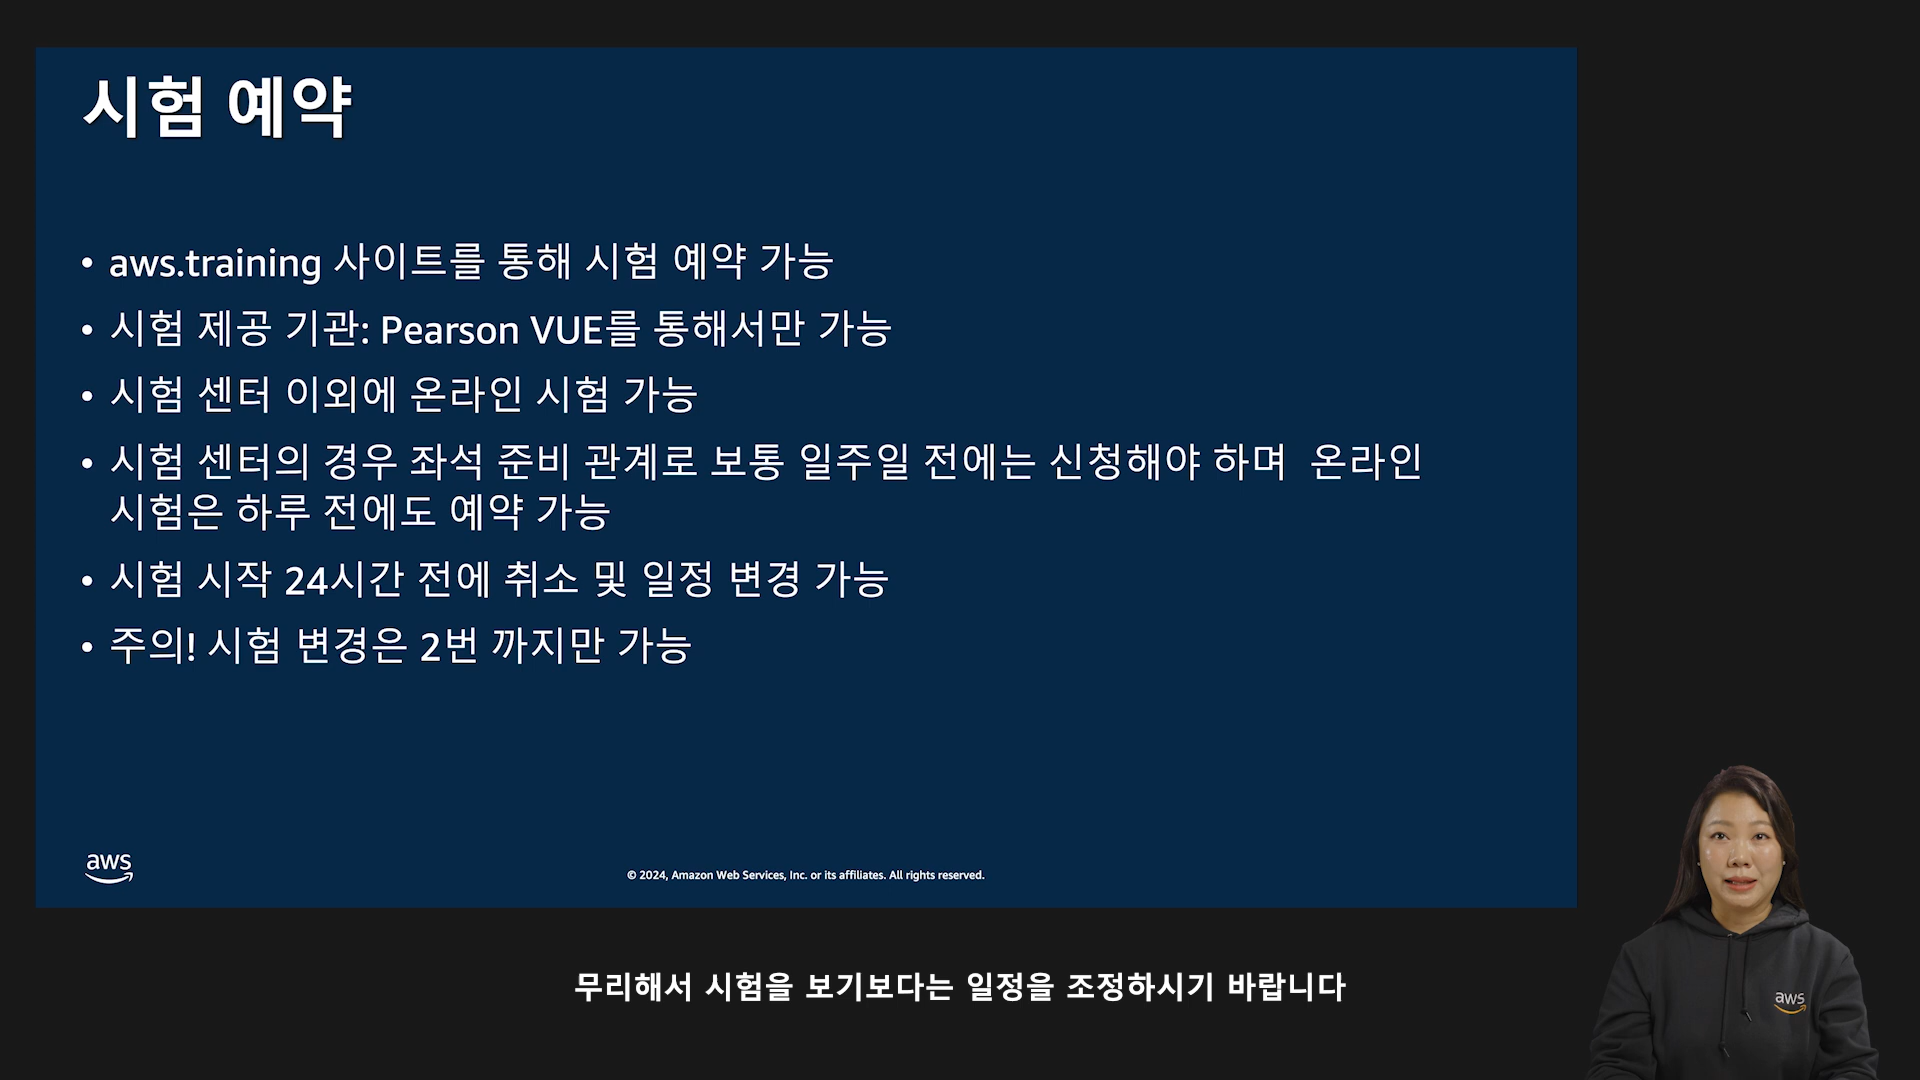 시험 예약
• aws.training 사이트를 통해 시험 예약 가능
• 시험 제공 기관: Pearson VUE를 통해서만 가능
• 시험 센터 이외에 온라인 시험 가능
• 시험 센터의 경우 좌석 준비 관계로 보통 일주일 전에는 신청해야 하며  온라인
시험은 하루 전에도 예약 가능
• 시험 시작 24시간 전에 취소 및 일정 변경 가능
• 주의! 시험 변경은 2번 까지만 가능
aws
© 2024, Amazon Web Services, Inc. or its affiliates. All rights reserved.
무리해서 시험을 보기보다는 일정을 조정하시기 바랍니다
aws